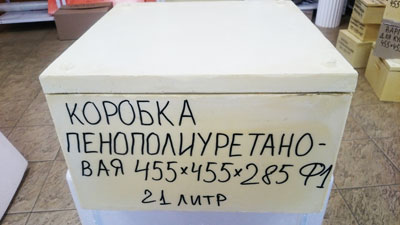 КОРОБКА
ПЕНОПОЛИУРЕТАНО-
ВАЯ 455×455×285 Ф1
21 ЛИТР